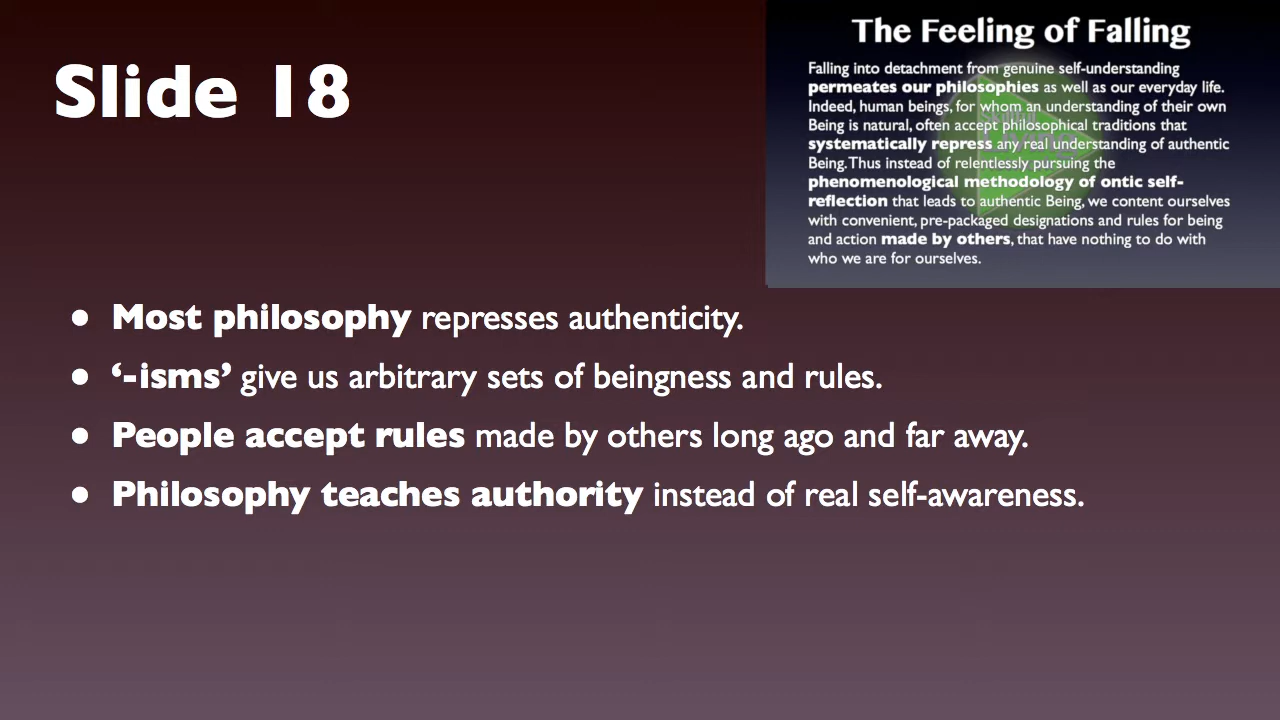 Slide 18
The Feeling of Falling
Falling into detachment from genuine self-understanding
permeates our philosophies as well as our everyday life.
Indeed, human beings, for whom an understanding of their own
Being is natural, often accept philosophical traditions that
systematically repress any real understanding of authentic
Being. Thus instead of relentlessly pursuing the
phenomenological methodology of ontic self-
reflection that leads to authentic Being, we content ourselves
with convenient, pre-packaged designations and rules for being
and action made by others, that have nothing to do with
who we are for ourselves.
● Most philosophy represses authenticity.
● ‘-isms’ give us arbitrary sets of beingness and rules.
● People accept rules made by others long ago and far away.
● Philosophy teaches authority instead of real self-awareness.